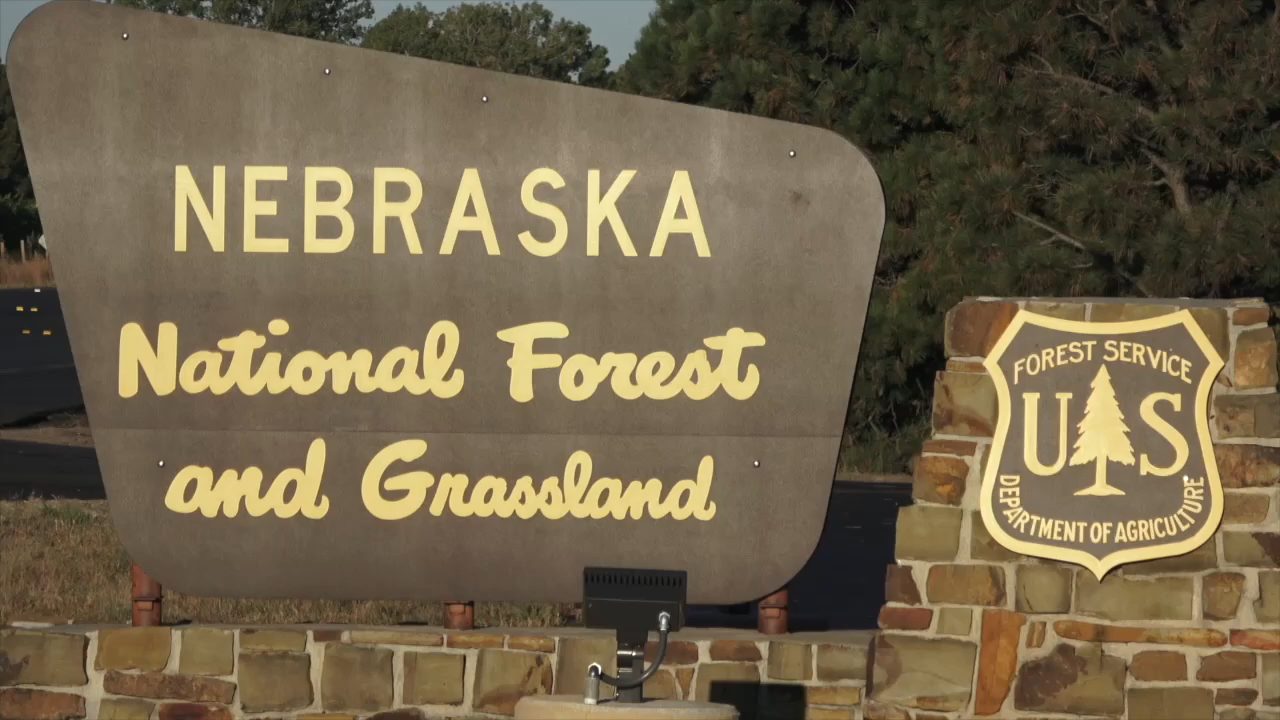 NEBRASKA
National Forest
and Grassland
FOREST SERVICE
U S
DEPARTMENT OF AGRICULTURE